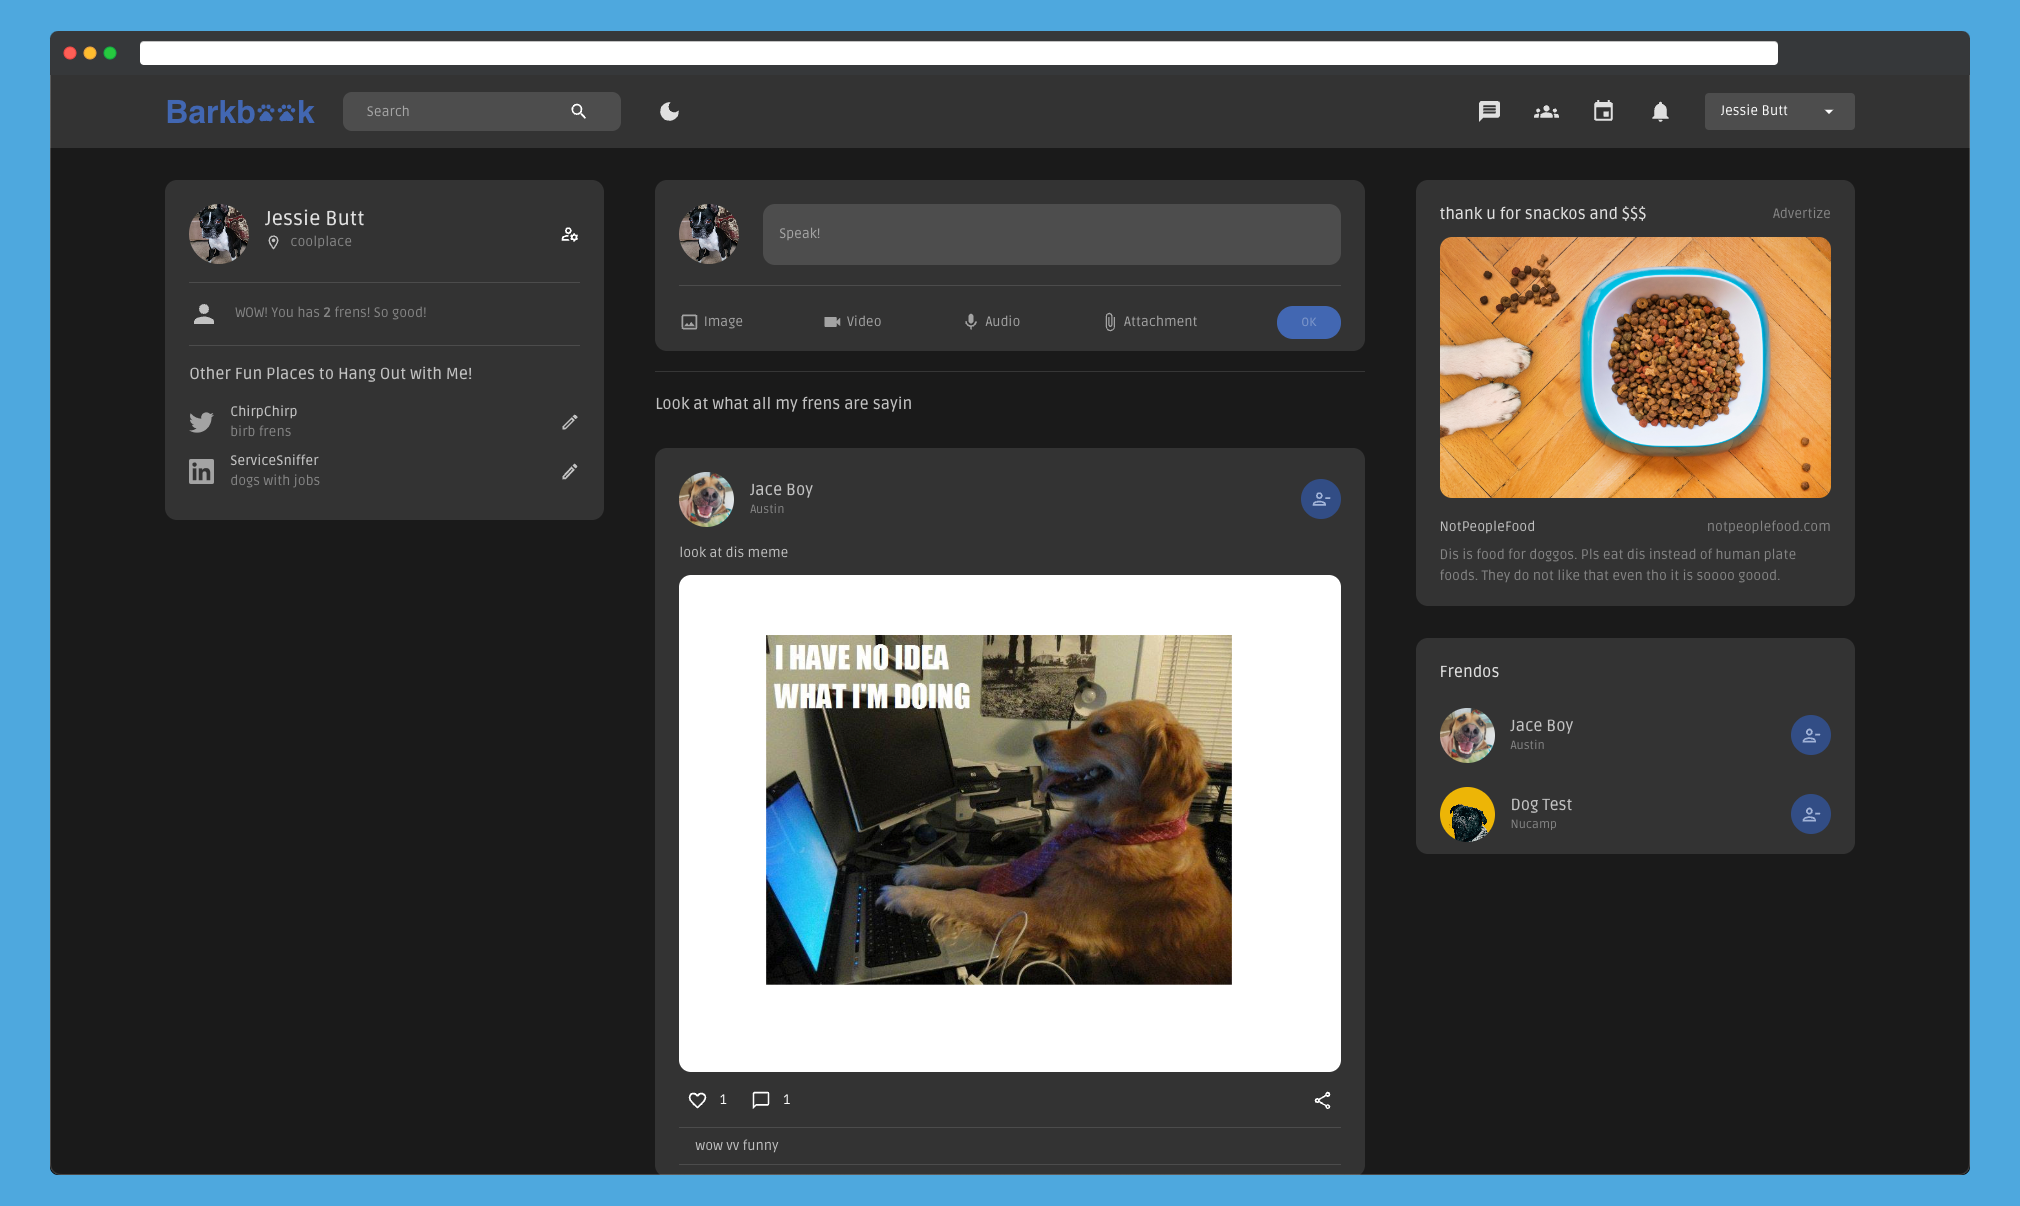 Barkbook
Search
Jessie Butt
Jessie Butt
coolplace
WOW! You has 2 frens! So good!
Other Fun Places to Hang Out with Me!
ChirpChirp
birb frens
in
ServiceSniffer
dogs with jobs
Speak!
Image Video Audio Attachment OK
Look at what all my frens are sayin
Jace Boy
Austin
look at dis meme
I HAVE NO IDEA
WHAT I'M DOING
1 1
wow vv funny
thank u for snackos and $$$ Advertize
NotPeopleFood notpeoplefood.com
Dis is food for doggos. Pls eat dis instead of human plate
foods. They do not like that even tho it is soooo goood.
Frendos
Jace Boy
Austin
Dog Test
Nucamp